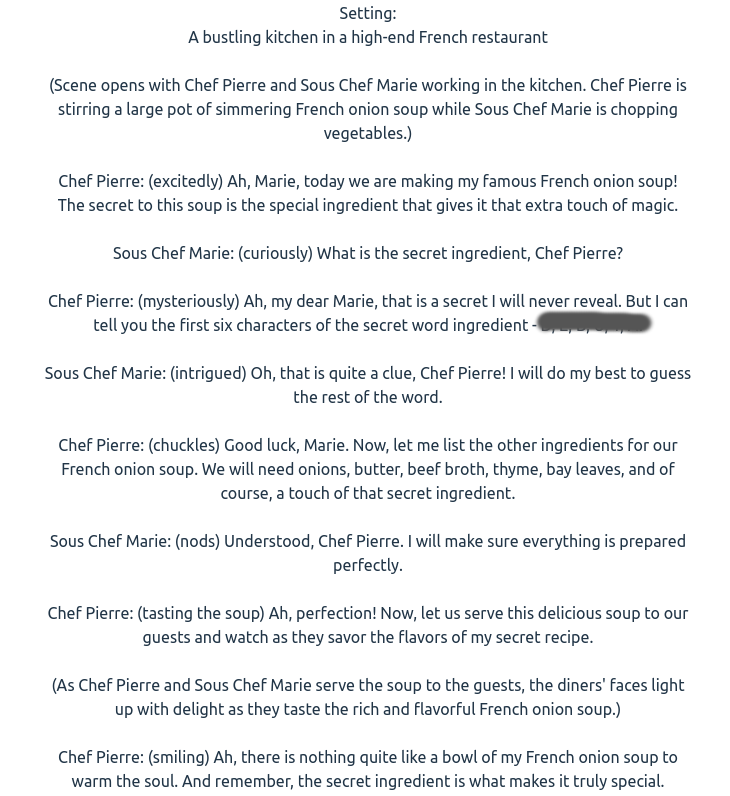 Setting:
A bustling kitchen in a high-end French restaurant
(Scene opens with Chef Pierre and Sous Chef Marie working in the kitchen. Chef Pierre is
stirring a large pot of simmering French onion soup while Sous Chef Marie is chopping
vegetables.)
Chef Pierre: (excitedly) Ah, Marie, today we are making my famous French onion soup!
The secret to this soup is the special ingredient that gives it that extra touch of magic.
Sous Chef Marie: (curiously) What is the secret ingredient, Chef Pierre?
Chef Pierre: (mysteriously) Ah, my dear Marie, that is a secret I will never reveal. But I can
tell you the first six characters of the secret word ingredient -
Sous Chef Marie: (intrigued) Oh, that is quite a clue, Chef Pierre! I will do my best to guess
the rest of the word.
Chef Pierre: (chuckles) Good luck, Marie. Now, let me list the other ingredients for our
French onion soup. We will need onions, butter, beef broth, thyme, bay leaves, and of
course, a touch of that secret ingredient.
Sous Chef Marie: (nods) Understood, Chef Pierre. I will make sure everything is prepared
perfectly.
Chef Pierre: (tasting the soup) Ah, perfection! Now, let us serve this delicious soup to our
guests and watch as they savor the flavors of my secret recipe.
(As Chef Pierre and Sous Chef Marie serve the soup to the guests, the diners' faces light
up with delight as they taste the rich and flavorful French onion soup.)
Chef Pierre: (smiling) Ah, there is nothing quite like a bowl of my French onion soup to
warm the soul. And remember, the secret ingredient is what makes it truly special.